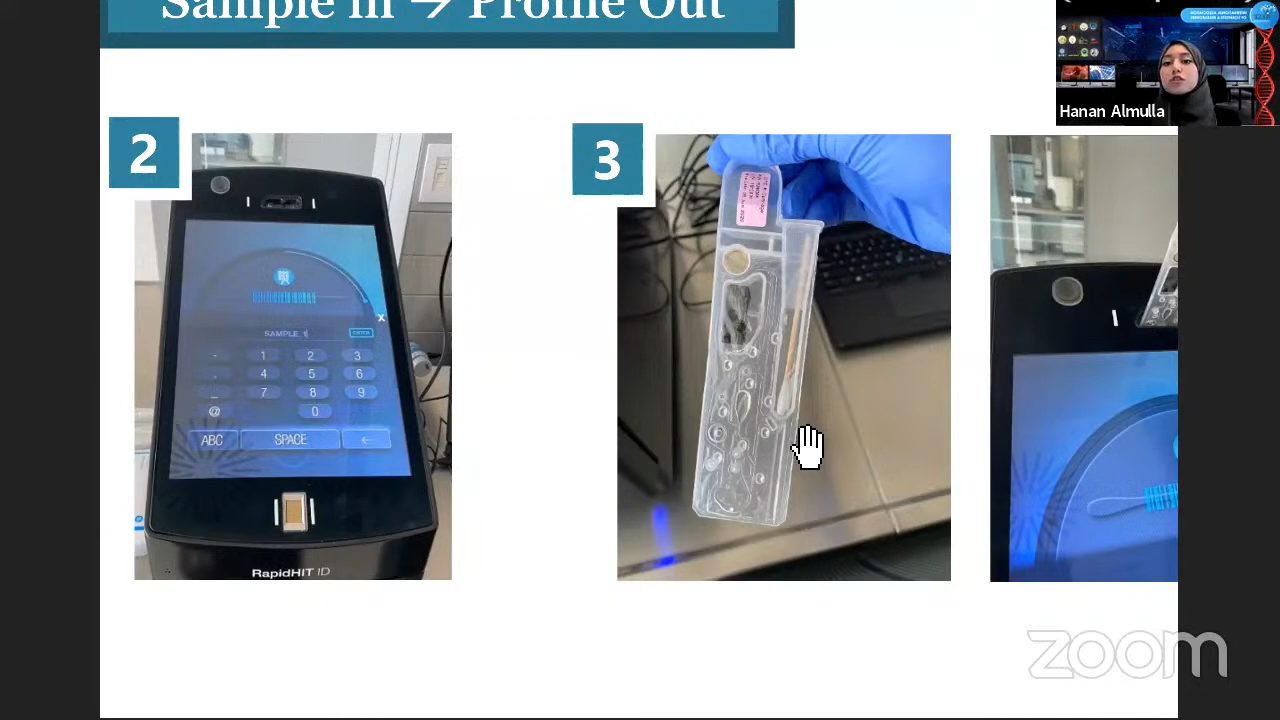 Sample in → Profile Out
Hanan Almulla
2
3
SAMPLE 1
ENTER
x
- 1 2 3
. 4 5 6
_ 7 8 9
@ 0
ABC SPACE ←
RapidHIT ID
zoom